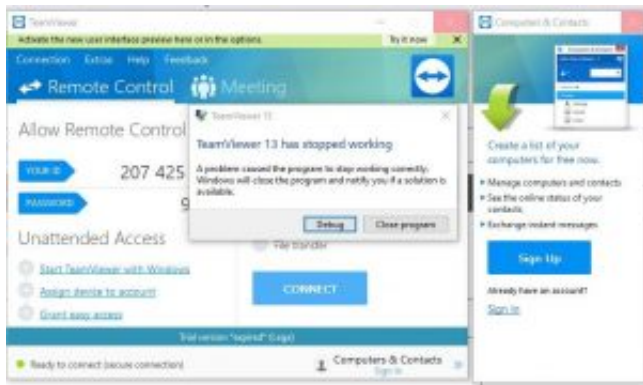 TeamViewer
Activate the new user interface preview here or in the options.
Try it now
Connection Extras Help Feedback
Remote Control
Meeting
Allow Remote Control
YOUR ID
207 425
PASSWORD
9
Unattended Access
Start TeamViewer with Windows
Assign device to account
Grant easy access
TeamViewer 13
TeamViewer 13 has stopped working
A problem caused the program to stop working correctly.
Windows will close the program and notify you if a solution is
available.
Debug
Close program
File transfer
CONNECT
Trial version
Ready to connect (secure connection)
Computers & Contacts
Sign In
Computers & Contacts
Create a list of your
computers for free now.
Manage computers and contacts
See the online status of your
contacts
Exchange instant messages
Sign Up
Already have an account?
Sign In